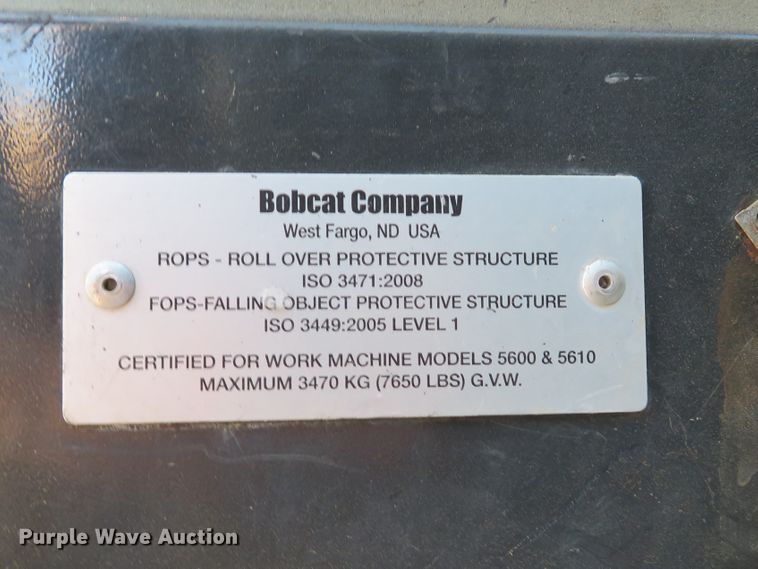 Bobcat Company
West Fargo, ND USA
ROPS - ROLL OVER PROTECTIVE STRUCTURE
ISO 3471:2008
FOPS-FALLING OBJECT PROTECTIVE STRUCTURE
ISO 3449:2005 LEVEL 1
CERTIFIED FOR WORK MACHINE MODELS 5600 & 5610
MAXIMUM 3470 KG (7650 LBS) G.V.W.
Purple Wave Auction